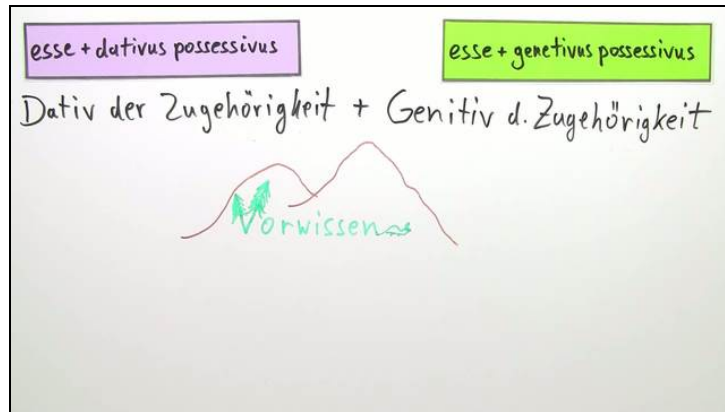 esse + dativus possessivus
esse + genetivus possessivus
Dativ der Zugehörigkeit + Genitiv d. Zugehörigkeit
Vorwissen